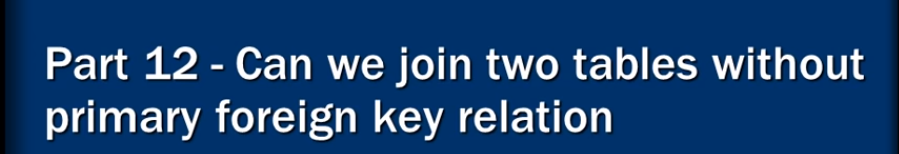 Part 12 - Can we join two tables without
primary foreign key relation